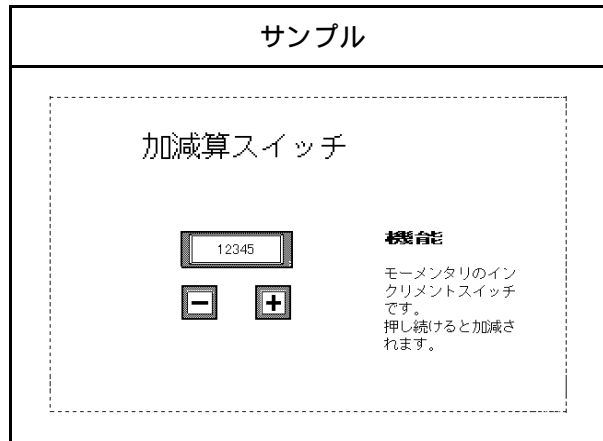 サンプル
加減算スイッチ
12345
− +
機能
モーメンタリのイン
クリメントスイッチ
です。
押し続けると加減さ
れます。